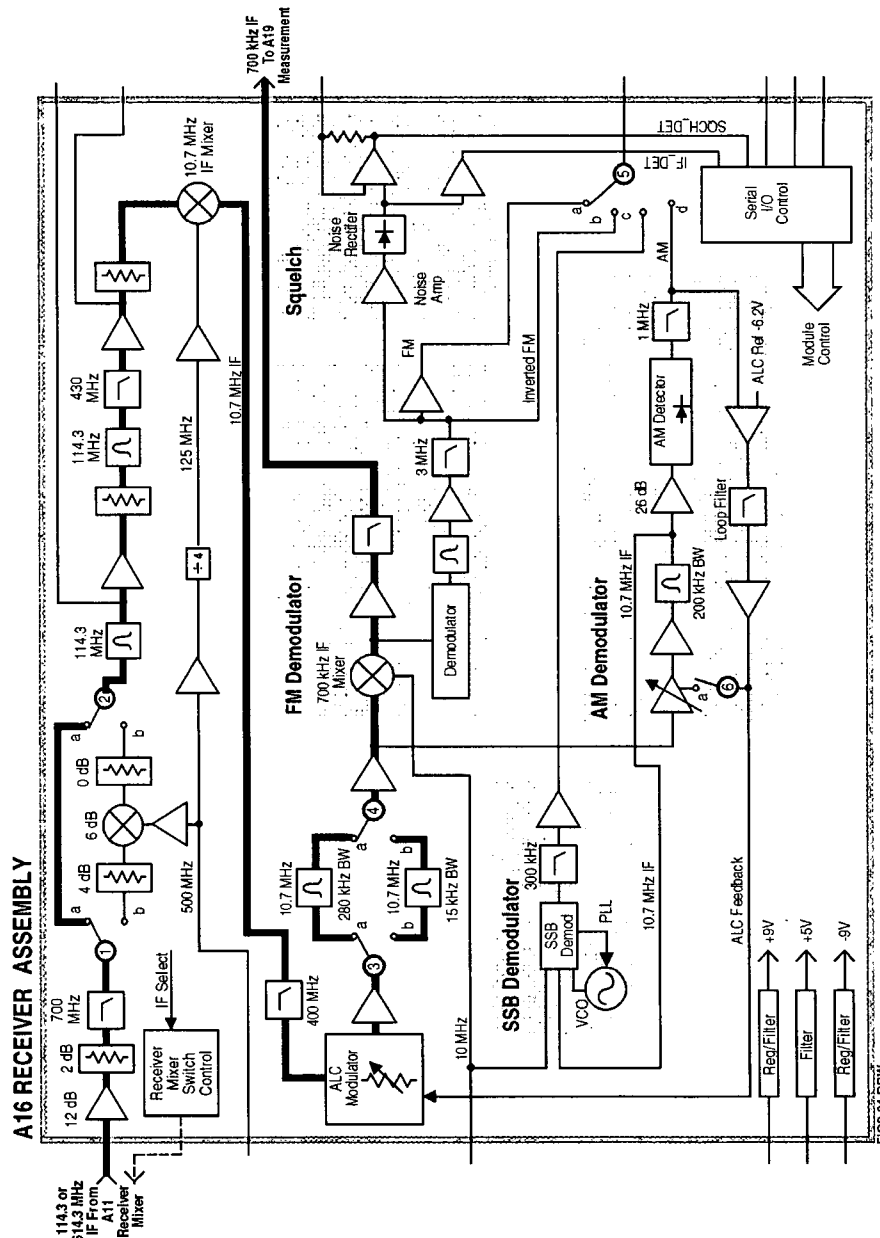 A16 RECEIVER ASSEMBLY
114.3 or
614.3 MHz
IF From
A11
Receiver
Mixer
12 dB
2 dB
700
MHz
Receiver
Mixer
Switch
Control
IF Select
1
a
b
4 dB
6 dB
0 dB
a
b
2
500 MHz
114.3
MHz
114.3
MHz
430
MHz
÷ 4
125 MHz
10.7 MHz
IF Mixer
10.7 MHz IF
400 MHz
ALC
Modulator
3
a
b
10.7 MHz
280 kHz BW
10.7 MHz
15 kHz BW
a
b
4
10 MHz
FM Demodulator
700 kHz IF
Mixer
700 kHz IF
To A19
Measurement
Demodulator
3 MHz
FM
Inverted FM
Squelch
Noise
Amp
Noise
Rectifier
IF_DET
SQCH_DET
a
b
c
d
5
SSB Demodulator
SSB
Demod
VCO
PLL
300 kHz
10.7 MHz IF
AM Demodulator
a
6
10.7 MHz IF
200 kHz BW
26 dB
AM Detector
1 MHz
AM
ALC Ref -6.2V
Loop Filter
ALC Feedback
Serial
I/O
Control
Module
Control
Reg/Filter
+9V
Filter
+5V
Reg/Filter
-9V